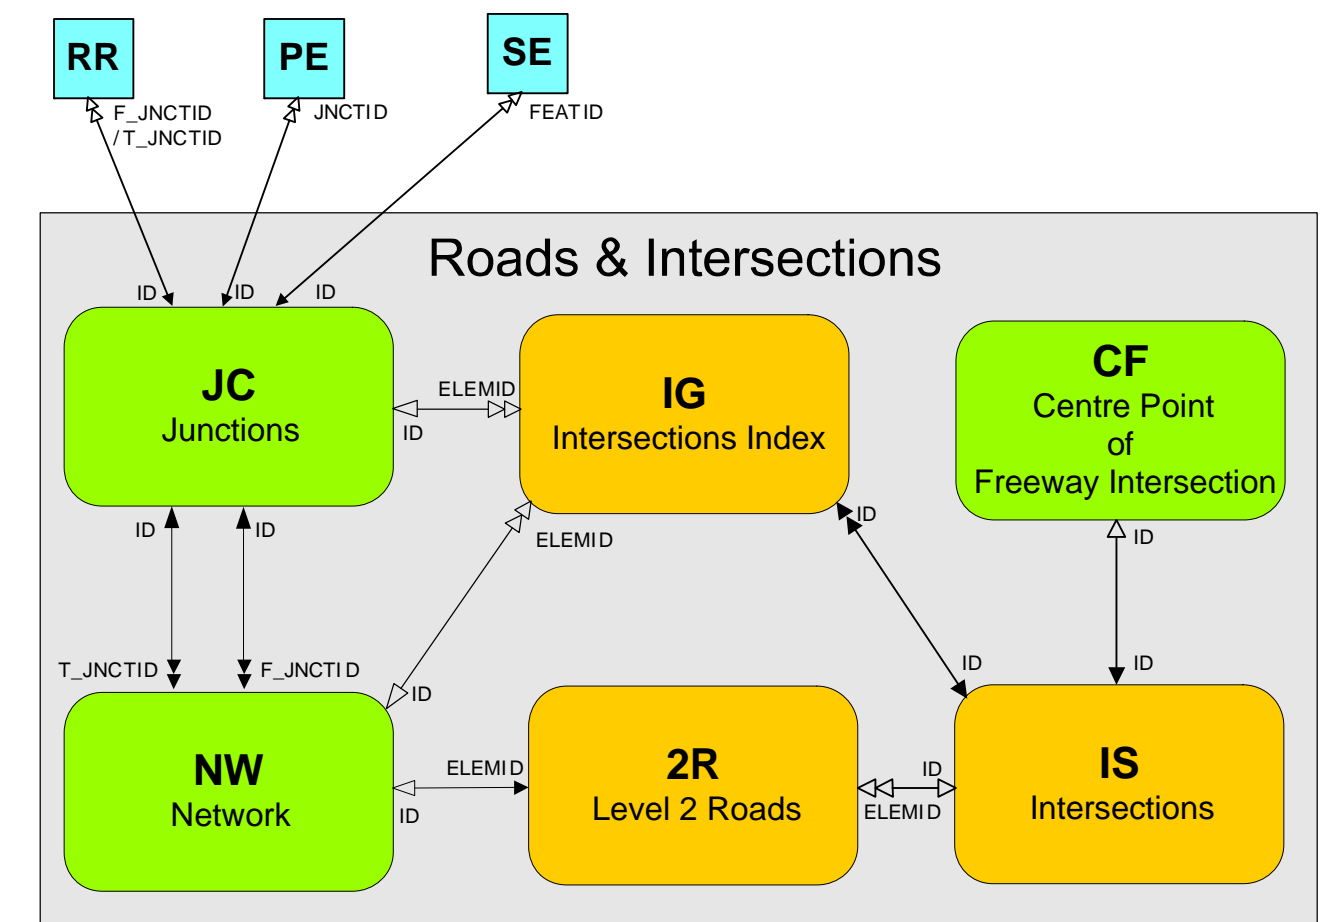 RR
PE
SE
F_JNCTID
/T_JNCTID
JNCTID
FEATID
Roads & Intersections
ID
ID
ID
JC
Junctions
ELEMID
ID
IG
Intersections Index
CF
Centre Point
of
Freeway Intersection
ID
ID
ELEMID
ID
ID
T_JNCTID
F_JNCTID
ID
ID
ID
NW
Network
ELEMID
ID
2R
Level 2 Roads
ID
ELEMID
IS
Intersections